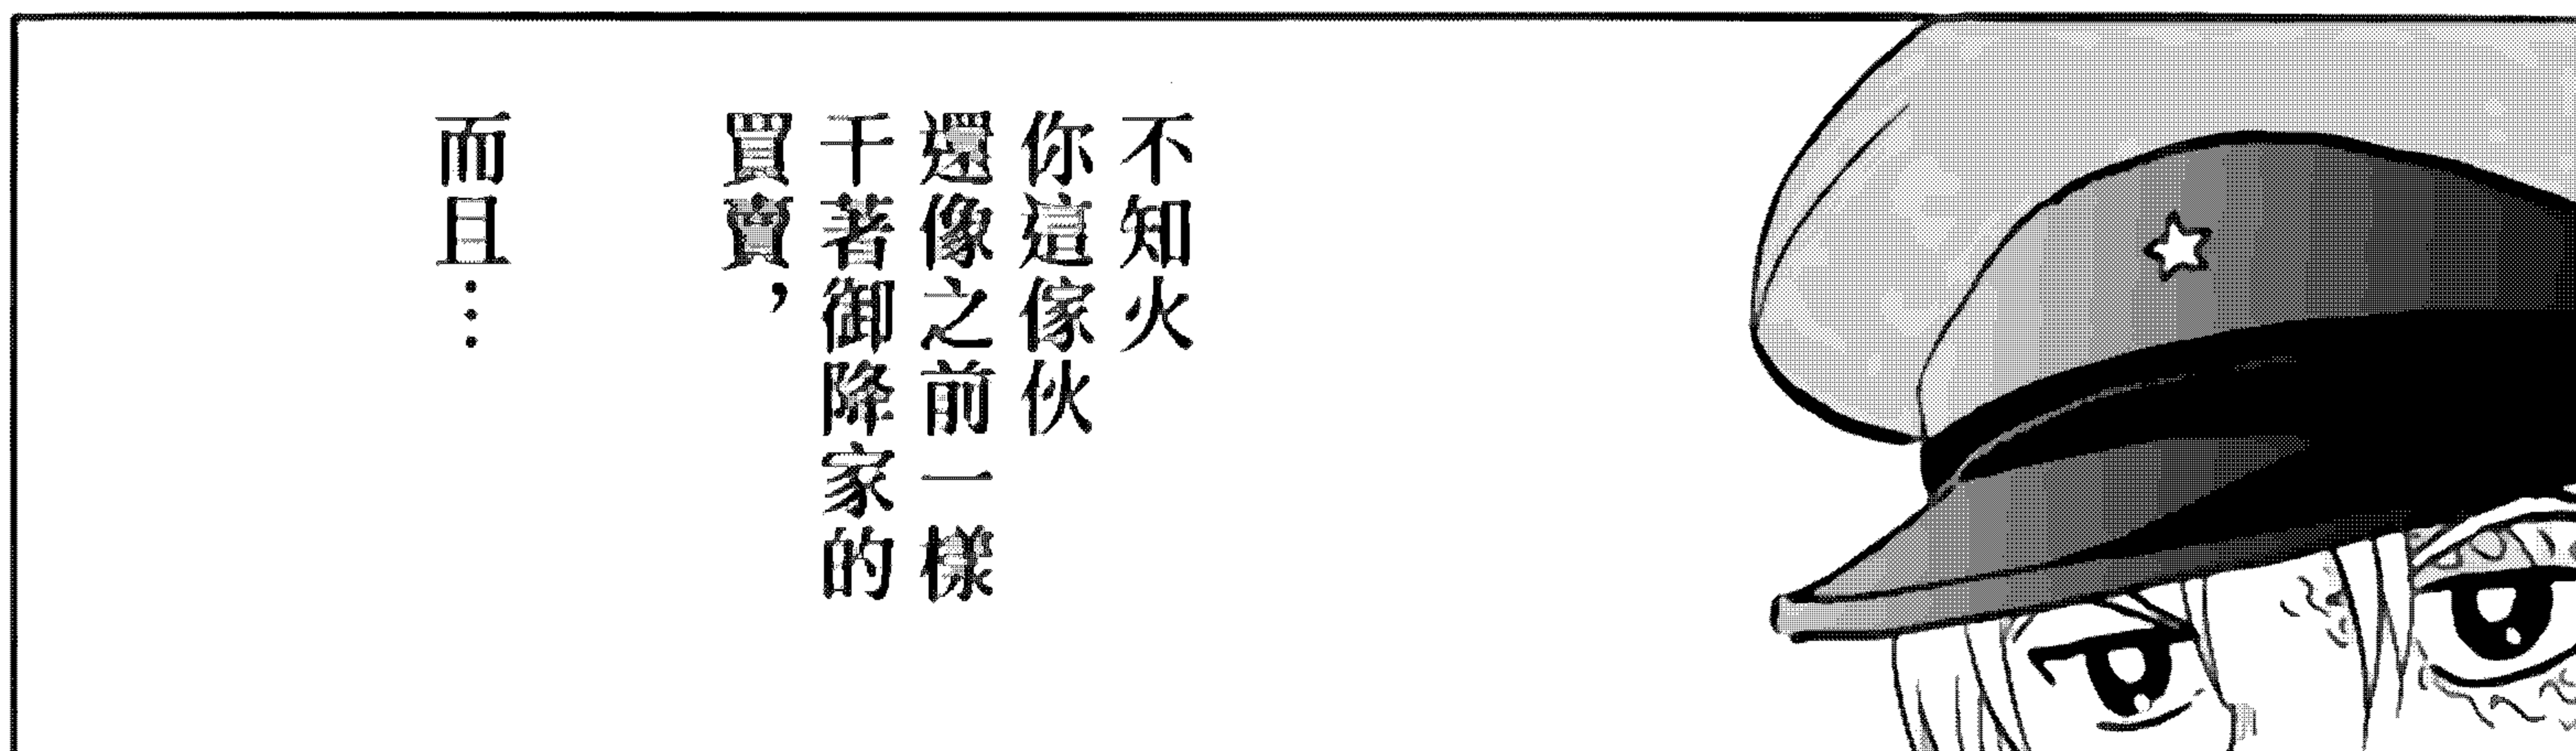 不知火
你這傢伙
還像之前一樣
干著御降家的
買賣，
而且…